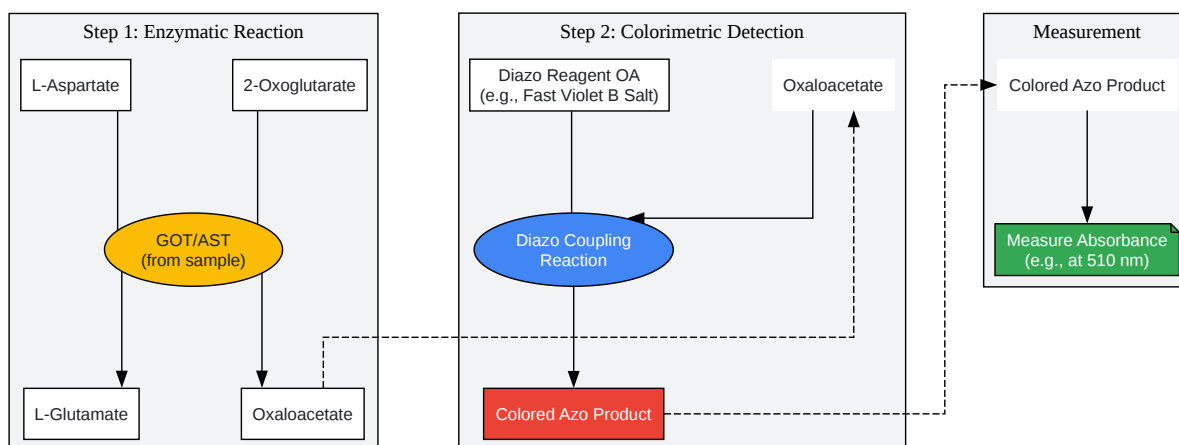 Step 1: Enzymatic Reaction
L-Aspartate
2-Oxoglutarate
GOT/AST
(from sample)
L-Glutamate
Oxaloacetate
Step 2: Colorimetric Detection
Diazo Reagent OA
(e.g., Fast Violet B Salt)
Oxaloacetate
Diazo Coupling
Reaction
Colored Azo Product
Measurement
Colored Azo Product
Measure Absorbance
(e.g., at 510 nm)